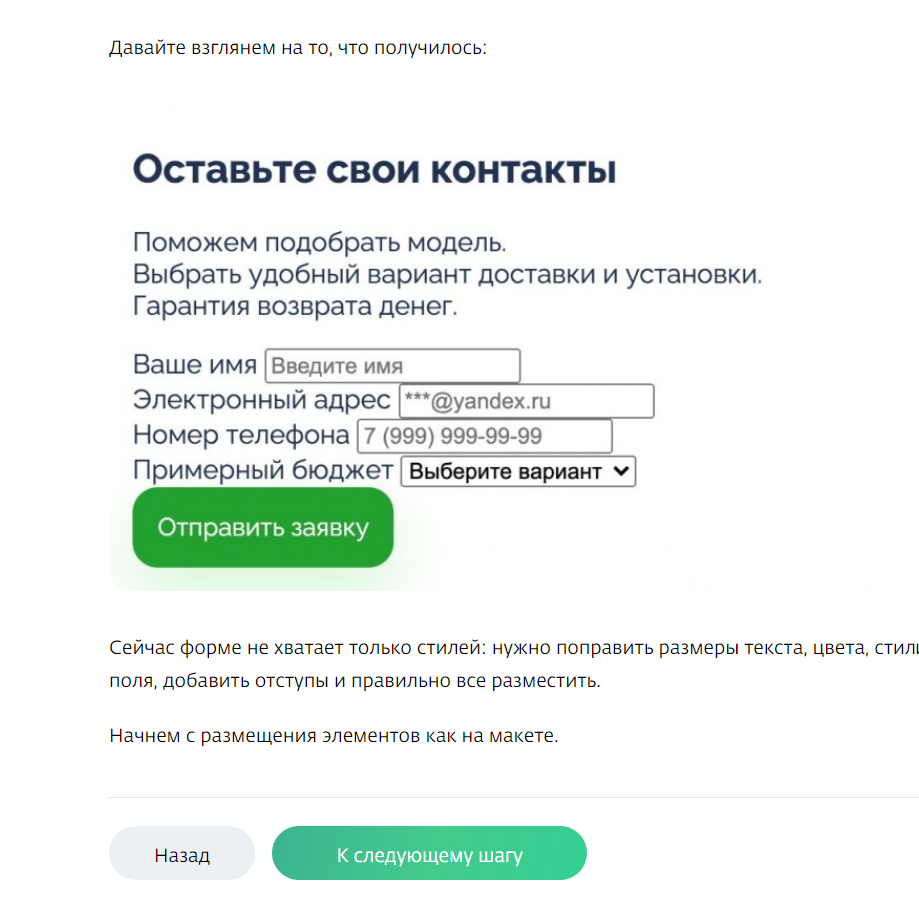 Давайте взглянем на то, что получилось:
Оставьте свои контакты
Поможем подобрать модель.
Выбрать удобный вариант доставки и установки.
Гарантия возврата денег.
Ваше имя Введите имя
Электронный адрес ***@yandex.ru
Номер телефона 7 (999) 999-99-99
Примерный бюджет Выберите вариант
Отправить заявку
Сейчас форме не хватает только стилей: нужно поправить размеры текста, цвета, стили
поля, добавить отступы и правильно все разместить.
Начнем с размещения элементов как на макете.
Назад К следующему шагу